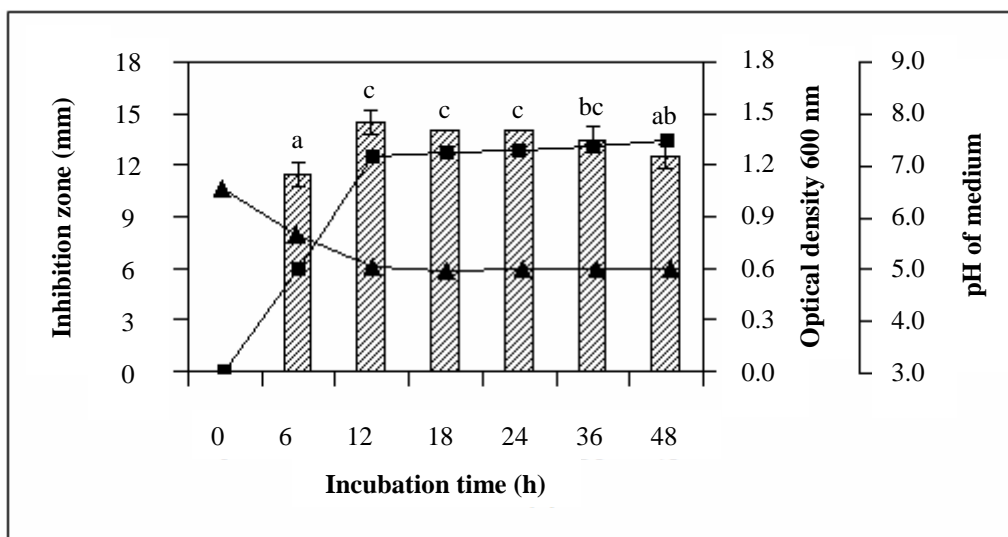 Inhibition zone (mm)
18
15
12
9
6
3
0
a
c
c
c
bc
ab
1.8
1.5
1.2
0.9
0.6
0.3
0.0
Optical density 600 nm
9.0
8.0
7.0
6.0
5.0
4.0
3.0
pH of medium
0 6 12 18 24 36 48
Incubation time (h)